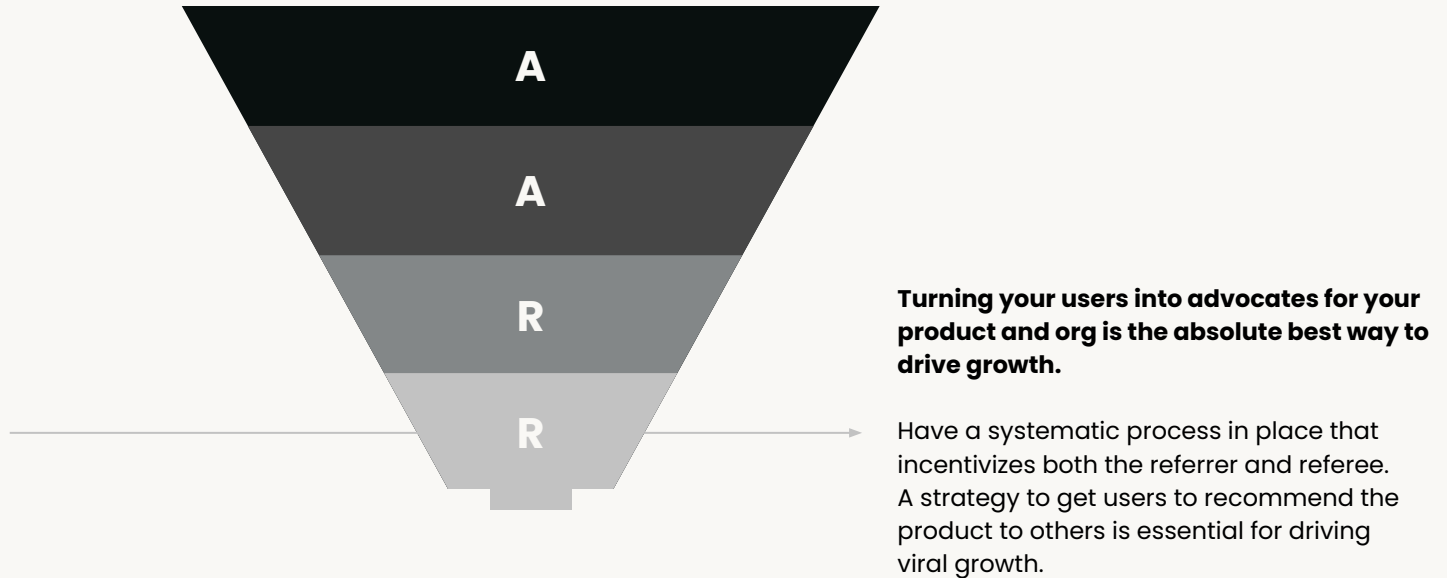 A
A
R
R
Turning your users into advocates for your
product and org is the absolute best way to
drive growth.
Have a systematic process in place that
incentivizes both the referrer and referee.
A strategy to get users to recommend the
product to others is essential for driving
viral growth.